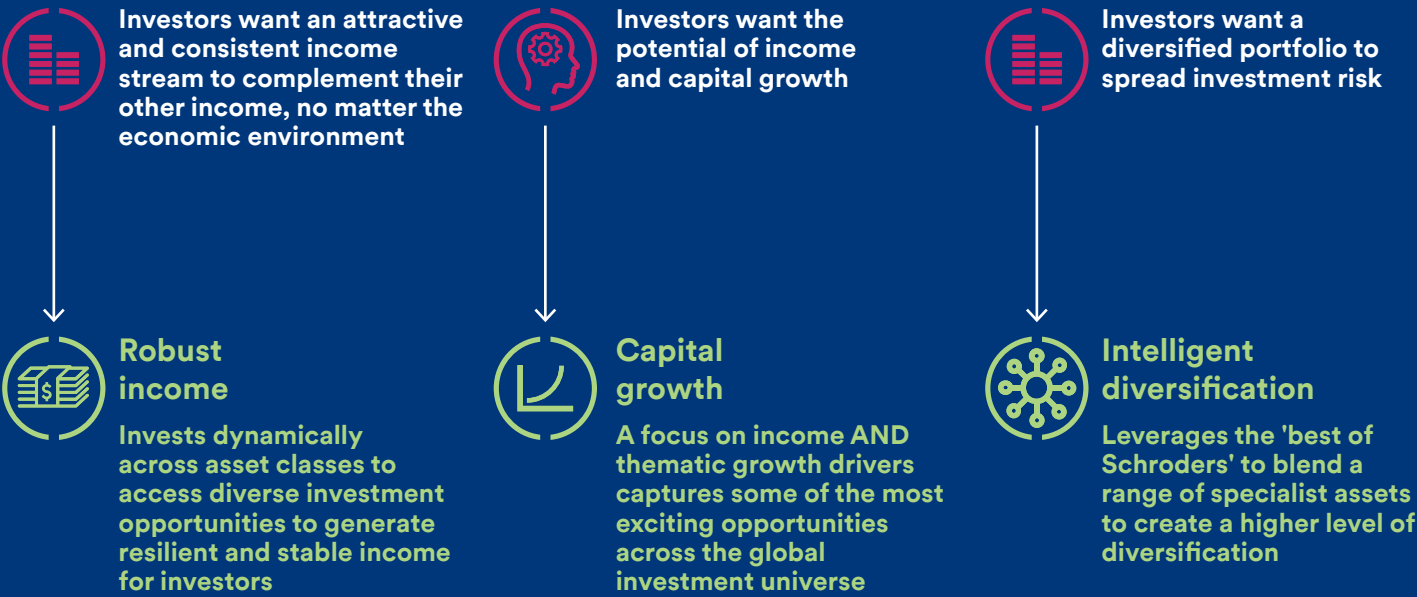 Investors want an attractive
and consistent income
stream to complement their
other income, no matter the
economic environment
Investors want the
potential of income
and capital growth
Investors want a
diversified portfolio to
spread investment risk
Robust
income
Invests dynamically
across asset classes to
access diverse investment
opportunities to generate
resilient and stable income
for investors
Capital
growth
A focus on income AND
thematic growth drivers
captures some of the most
exciting opportunities
across the global
investment universe
Intelligent
diversification
Leverages the 'best of
Schroders' to blend a
range of specialist assets
to create a higher level of
diversification